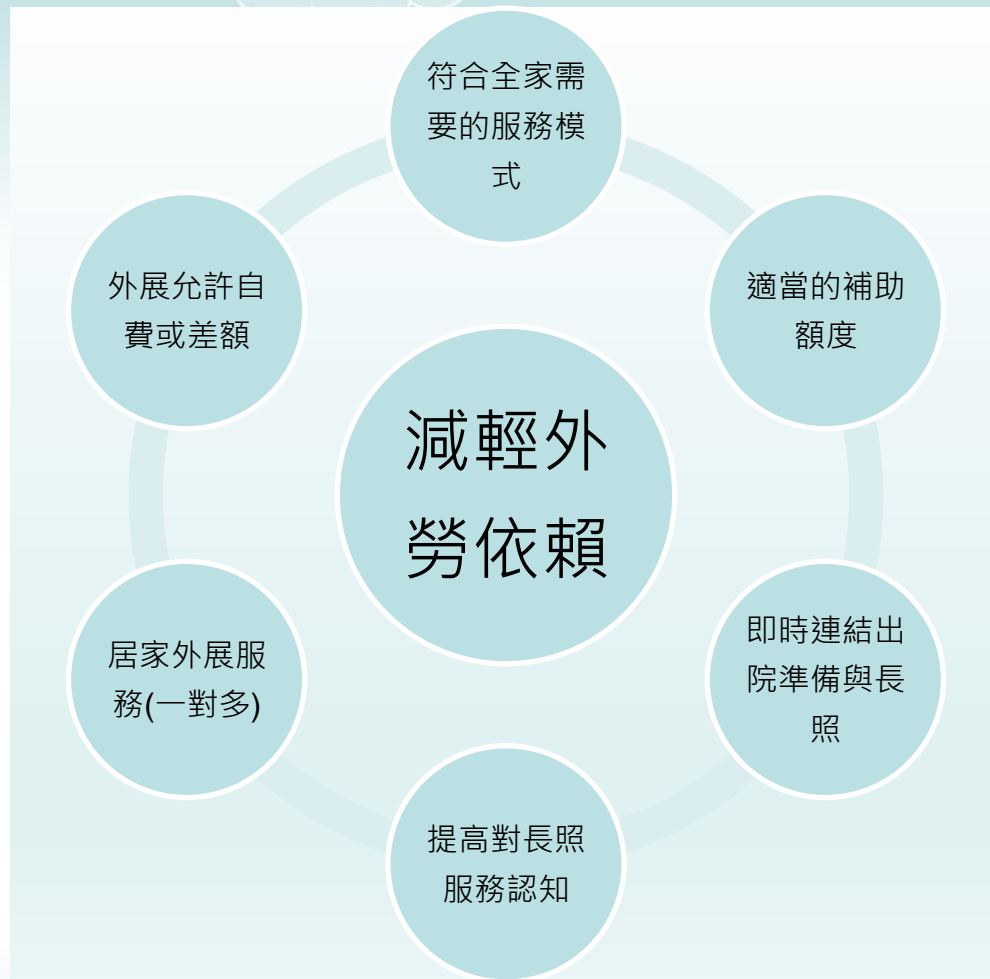 符合全家需
要的服務模
式
適當的補助
額度
即時連結出
院準備與長
照
提高對長照
服務認知
居家外展服
務(一對多)
外展允許自
費或差額
減輕外
勞依賴